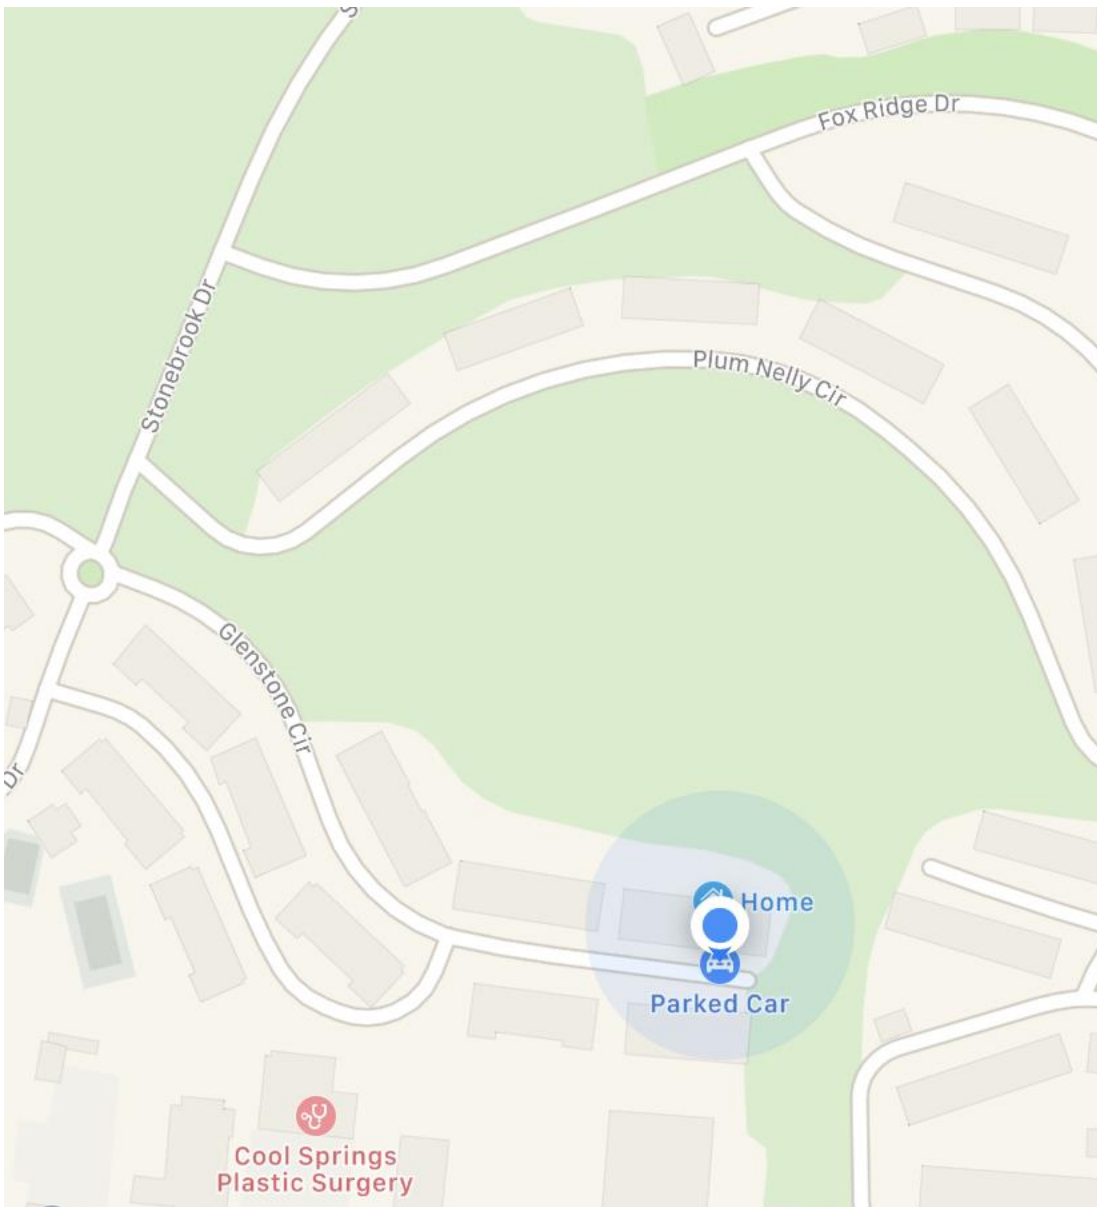 Fox Ridge Dr
Stonebrook Dr
Plum Nelly Cir
Glenstone Cir
Dr
Home
Parked Car
Cool Springs
Plastic Surgery